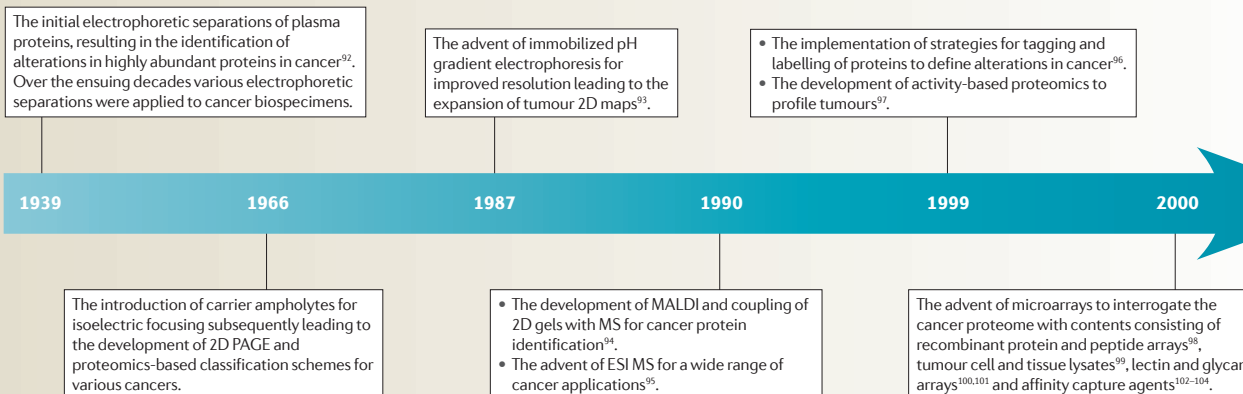 The initial electrophoretic separations of plasma
proteins, resulting in the identification of
alterations in highly abundant proteins in cancer⁹².
Over the ensuing decades various electrophoretic
separations were applied to cancer biospecimens.
The advent of immobilized pH
gradient electrophoresis for
improved resolution leading to the
expansion of tumour 2D maps⁹³.
• The implementation of strategies for tagging and
labelling of proteins to define alterations in cancer⁹⁶.
• The development of activity-based proteomics to
profile tumours⁹⁷.
1939 1966 1987 1990 1999 2000
The introduction of carrier ampholytes for
isoelectric focusing subsequently leading to
the development of 2D PAGE and
proteomics-based classification schemes for
various cancers.
• The development of MALDI and coupling of
2D gels with MS for cancer protein
identification⁹⁴.
• The advent of ESI MS for a wide range of
cancer applications⁹⁵.
The advent of microarrays to interrogate the
cancer proteome with contents consisting of
recombinant protein and peptide arrays⁹⁸,
tumour cell and tissue lysates⁹⁹, lectin and glycan
arrays¹⁰⁰,¹⁰¹ and affinity capture agents¹⁰²⁻¹⁰⁴.